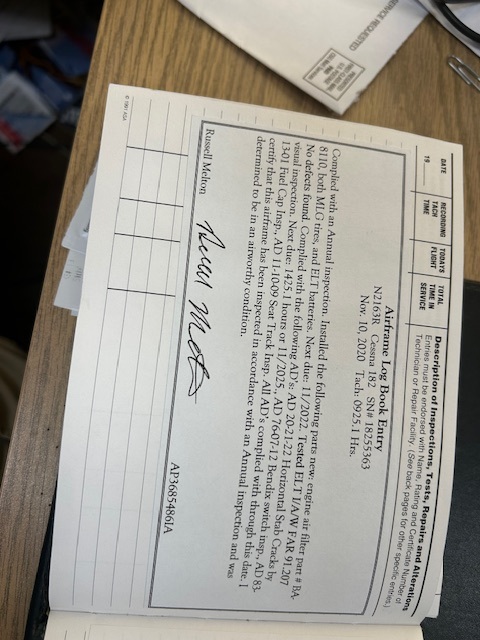 SERVICE REQUESTED
DATE
19
RECORDING
TACH
TIME
TODAY'S
FLIGHT
TOTAL
TIME IN
SERVICE
Description of Inspections, Tests, Repairs and Alterations
Entries must be endorsed with Name, Rating and Certificate Number of
Technician or Repair Facility. (See back pages for other specific entries.)
Airframe Log Book Entry
N2163R Cessna 182 SN# 18255363
Nov. 10, 2020 Tach: 0925.1 Hrs.
Complied with an Annual inspection. Installed the following parts new: engine air filter part # BA-
8110, both MLG tires, and ELT batteries. Next due: 11/2022. Tested ELT I/A/W FAR 91.207
No defects found. Complied with the following AD's: AD 20-21-22 Horizontal Stab Cracks by
visual inspection. Next due: 1425.1 hours or 11/2025., AD 76-07-12 Bendix switch insp., AD 83-
13-01 Fuel Cap Insp., AD 11-10-09 Seat Track Insp. All AD's complied with through this date. I
certify that this airframe has been inspected in accordance with an Annual inspection and was
determined to be in an airworthy condition.
Russell Melton
AP3685486IA
© 1981 ASA